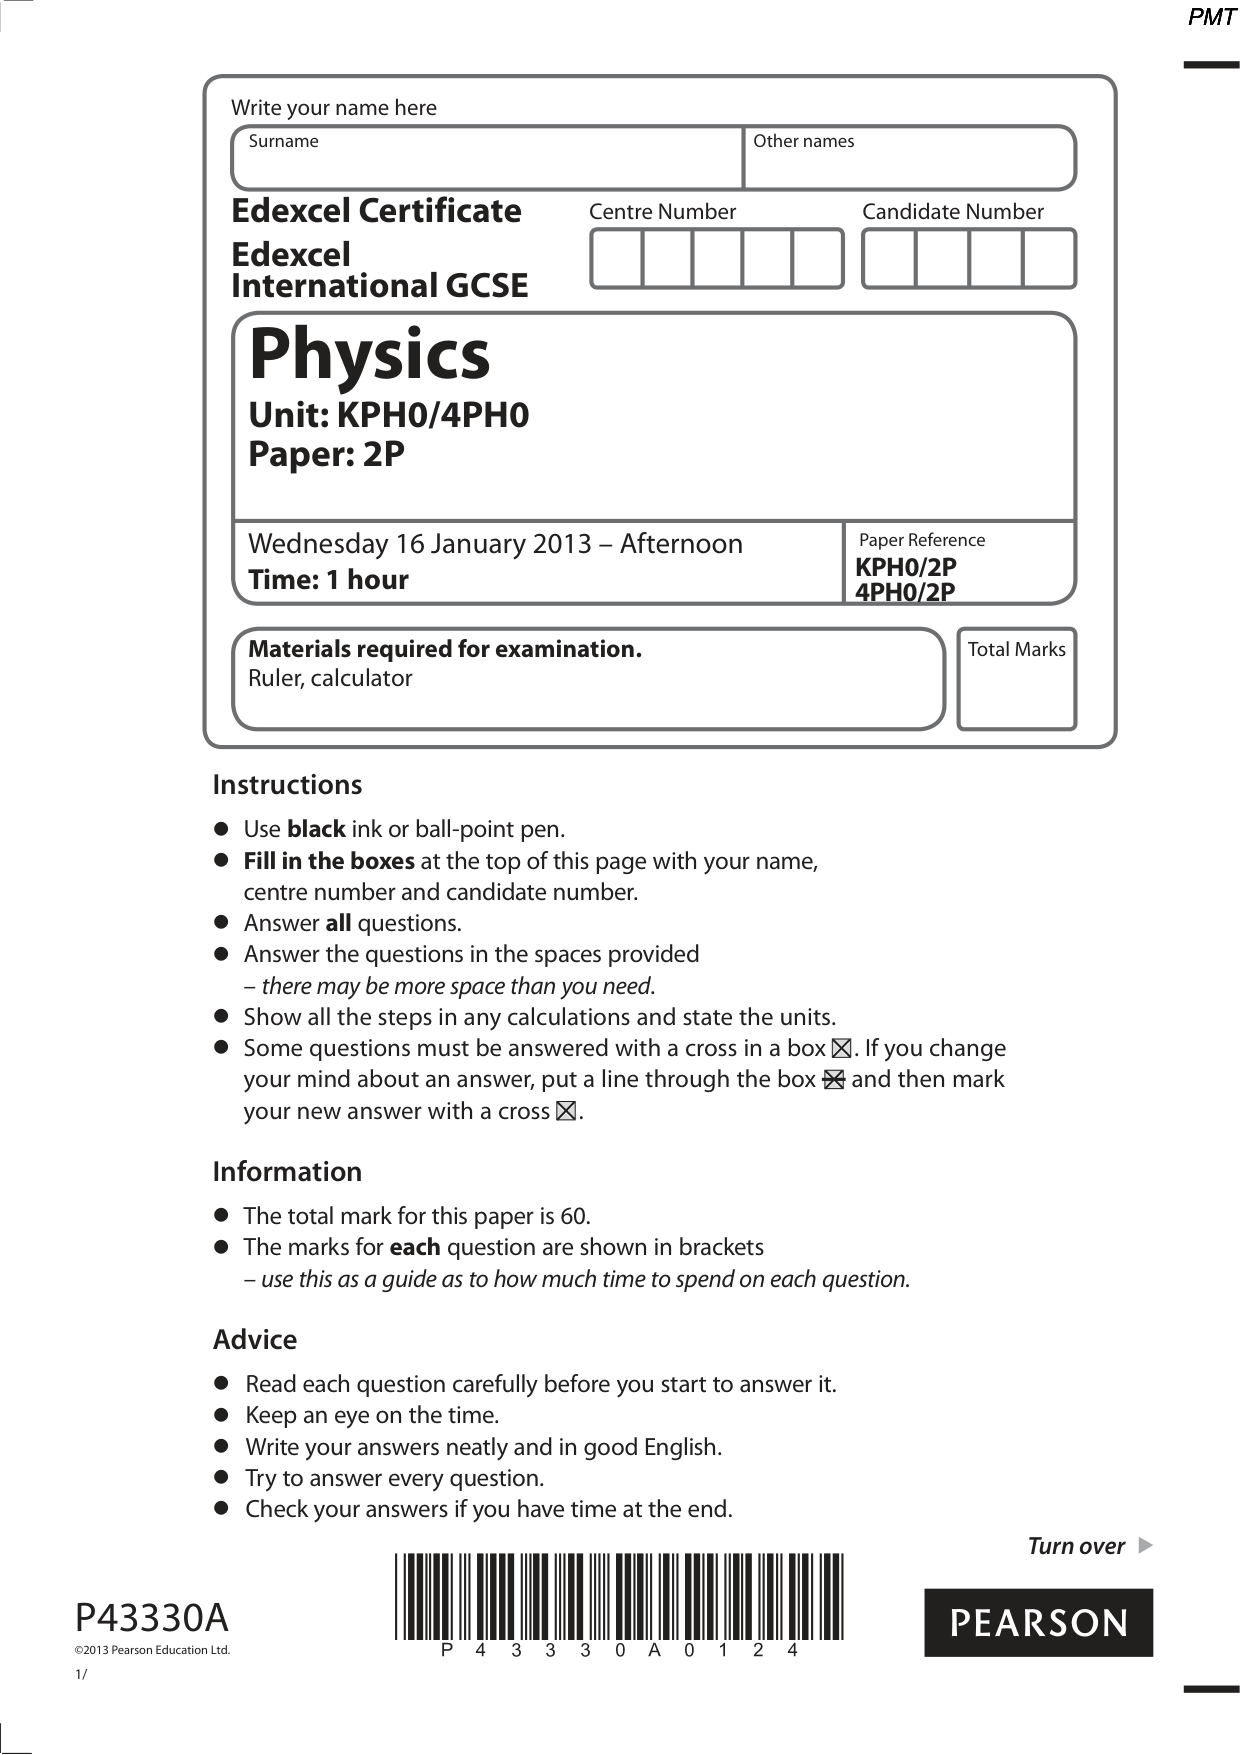 PMT
Write your name here
Surname
Other names
Edexcel Certificate
Edexcel
International GCSE
Centre Number
Candidate Number
Physics
Unit: KPH0/4PH0
Paper: 2P
Wednesday 16 January 2013 – Afternoon
Time: 1 hour
Paper Reference
KPH0/2P
4PH0/2P
Materials required for examination.
Ruler, calculator
Total Marks
Instructions
● Use black ink or ball-point pen.
● Fill in the boxes at the top of this page with your name,
centre number and candidate number.
● Answer all questions.
● Answer the questions in the spaces provided
– there may be more space than you need.
● Show all the steps in any calculations and state the units.
● Some questions must be answered with a cross in a box ☒. If you change
your mind about an answer, put a line through the box ☒ and then mark
your new answer with a cross ☒.
Information
● The total mark for this paper is 60.
● The marks for each question are shown in brackets
– use this as a guide as to how much time to spend on each question.
Advice
● Read each question carefully before you start to answer it.
● Keep an eye on the time.
● Write your answers neatly and in good English.
● Try to answer every question.
● Check your answers if you have time at the end.
Turn over
P43330A
©2013 Pearson Education Ltd.
1/
P43330A0124
PEARSON